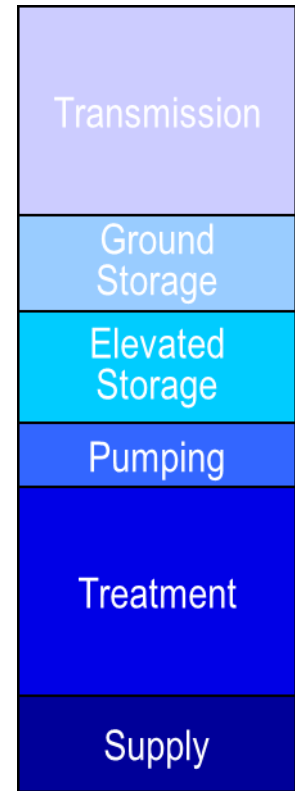 Transmission
Ground
Storage
Elevated
Storage
Pumping
Treatment
Supply